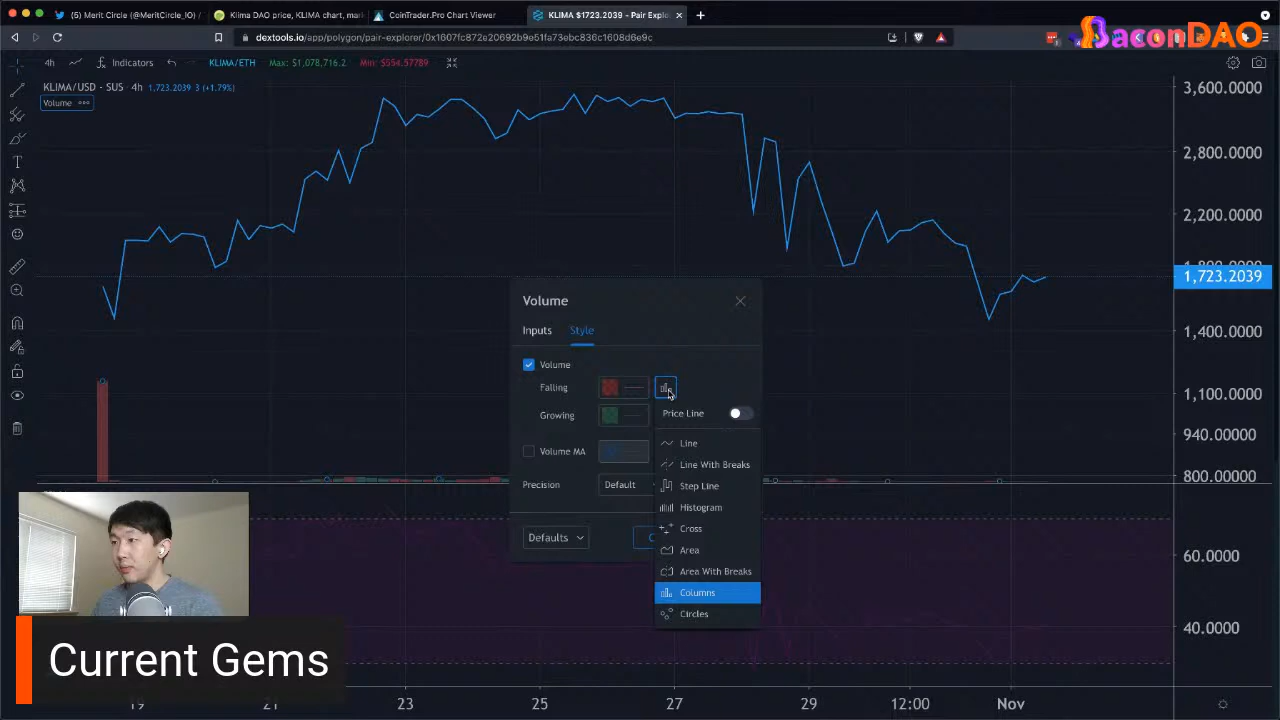 (5) Merit Circle (@MeritCircle_IO) /
Klima DAO price, KLIMA chart, mark
CoinTrader.Pro Chart Viewer
KLIMA $1723.2039 - Pair Explo
dextools.io/app/polygon/pair-explorer/0x1607fc872e20692b9e51fa73ebc836c1608d6e9c
BaconDAO
4h
Indicators
KLIMA/ETH
Max: $1,078,716.2
Min: $554.57789
KLIMA/USD - SUS 4h 1,723.2039 3 (+1.79%)
Volume
3,600.0000
2,800.0000
2,200.0000
1,800.0000
1,723.2039
1,400.0000
1,100.0000
940.0000
800.0000
60.0000
40.0000
Volume
Inputs
Style
Volume
Falling
Growing
Volume MA
Precision
Default
Defaults
Price Line
Line
Line With Breaks
Step Line
Histogram
Cross
Area
Area With Breaks
Columns
Circles
Current Gems
19
21
23
25
27
29
12:00
Nov